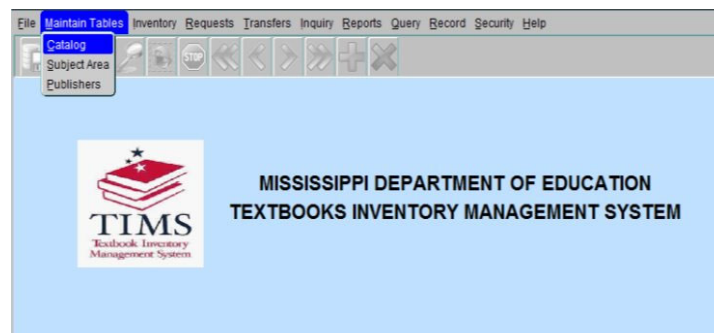 File Maintain Tables Inventory Requests Transfers Inquiry Reports Query Record Security Help
Catalog
Subject Area
Publishers
STOP
MISSISSIPPI DEPARTMENT OF EDUCATION
TEXTBOOKS INVENTORY MANAGEMENT SYSTEM
TIMS
Textbook Inventory
Management System